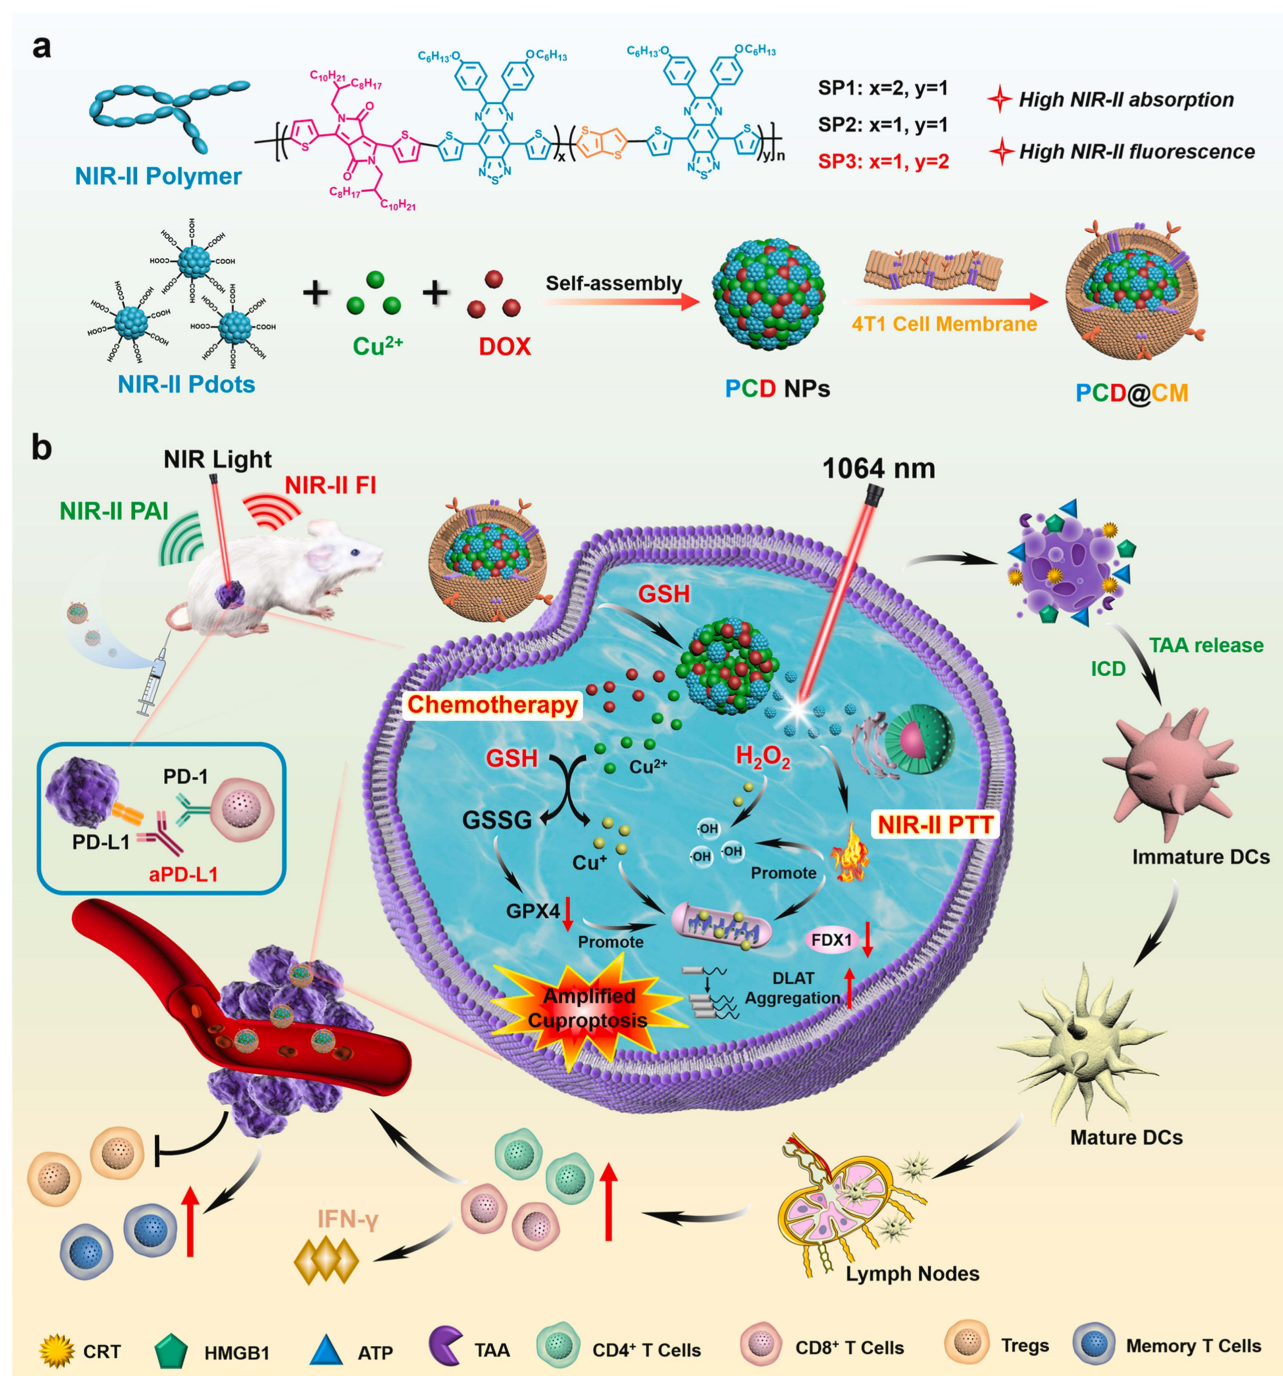 a
NIR-II Polymer
C₁₀H₂₁
C₈H₁₇
C₈H₁₇
C₁₀H₂₁
C₆H₁₃-O
OC₆H₁₃
C₆H₁₃-O
OC₆H₁₃
x
y
n
SP1: x=2, y=1
SP2: x=1, y=1
SP3: x=1, y=2
High NIR-II absorption
High NIR-II fluorescence
NIR-II Pdots
+
Cu²⁺
+
DOX
Self-assembly
PCD NPs
4T1 Cell Membrane
PCD@CM
b
NIR Light
NIR-II PAI
NIR-II FI
1064 nm
GSH
Chemotherapy
GSH
Cu²⁺
H₂O₂
GSSG
Cu⁺
·OH
·OH
·OH
NIR-II PTT
Promote
GPX4
Promote
FDX1
DLAT
Aggregation
Amplified
Cuproptosis
PD-1
PD-L1
aPD-L1
ICD
TAA release
Immature DCs
Mature DCs
Lymph Nodes
IFN-γ
CRT
HMGB1
ATP
TAA
CD4⁺ T Cells
CD8⁺ T Cells
Tregs
Memory T Cells